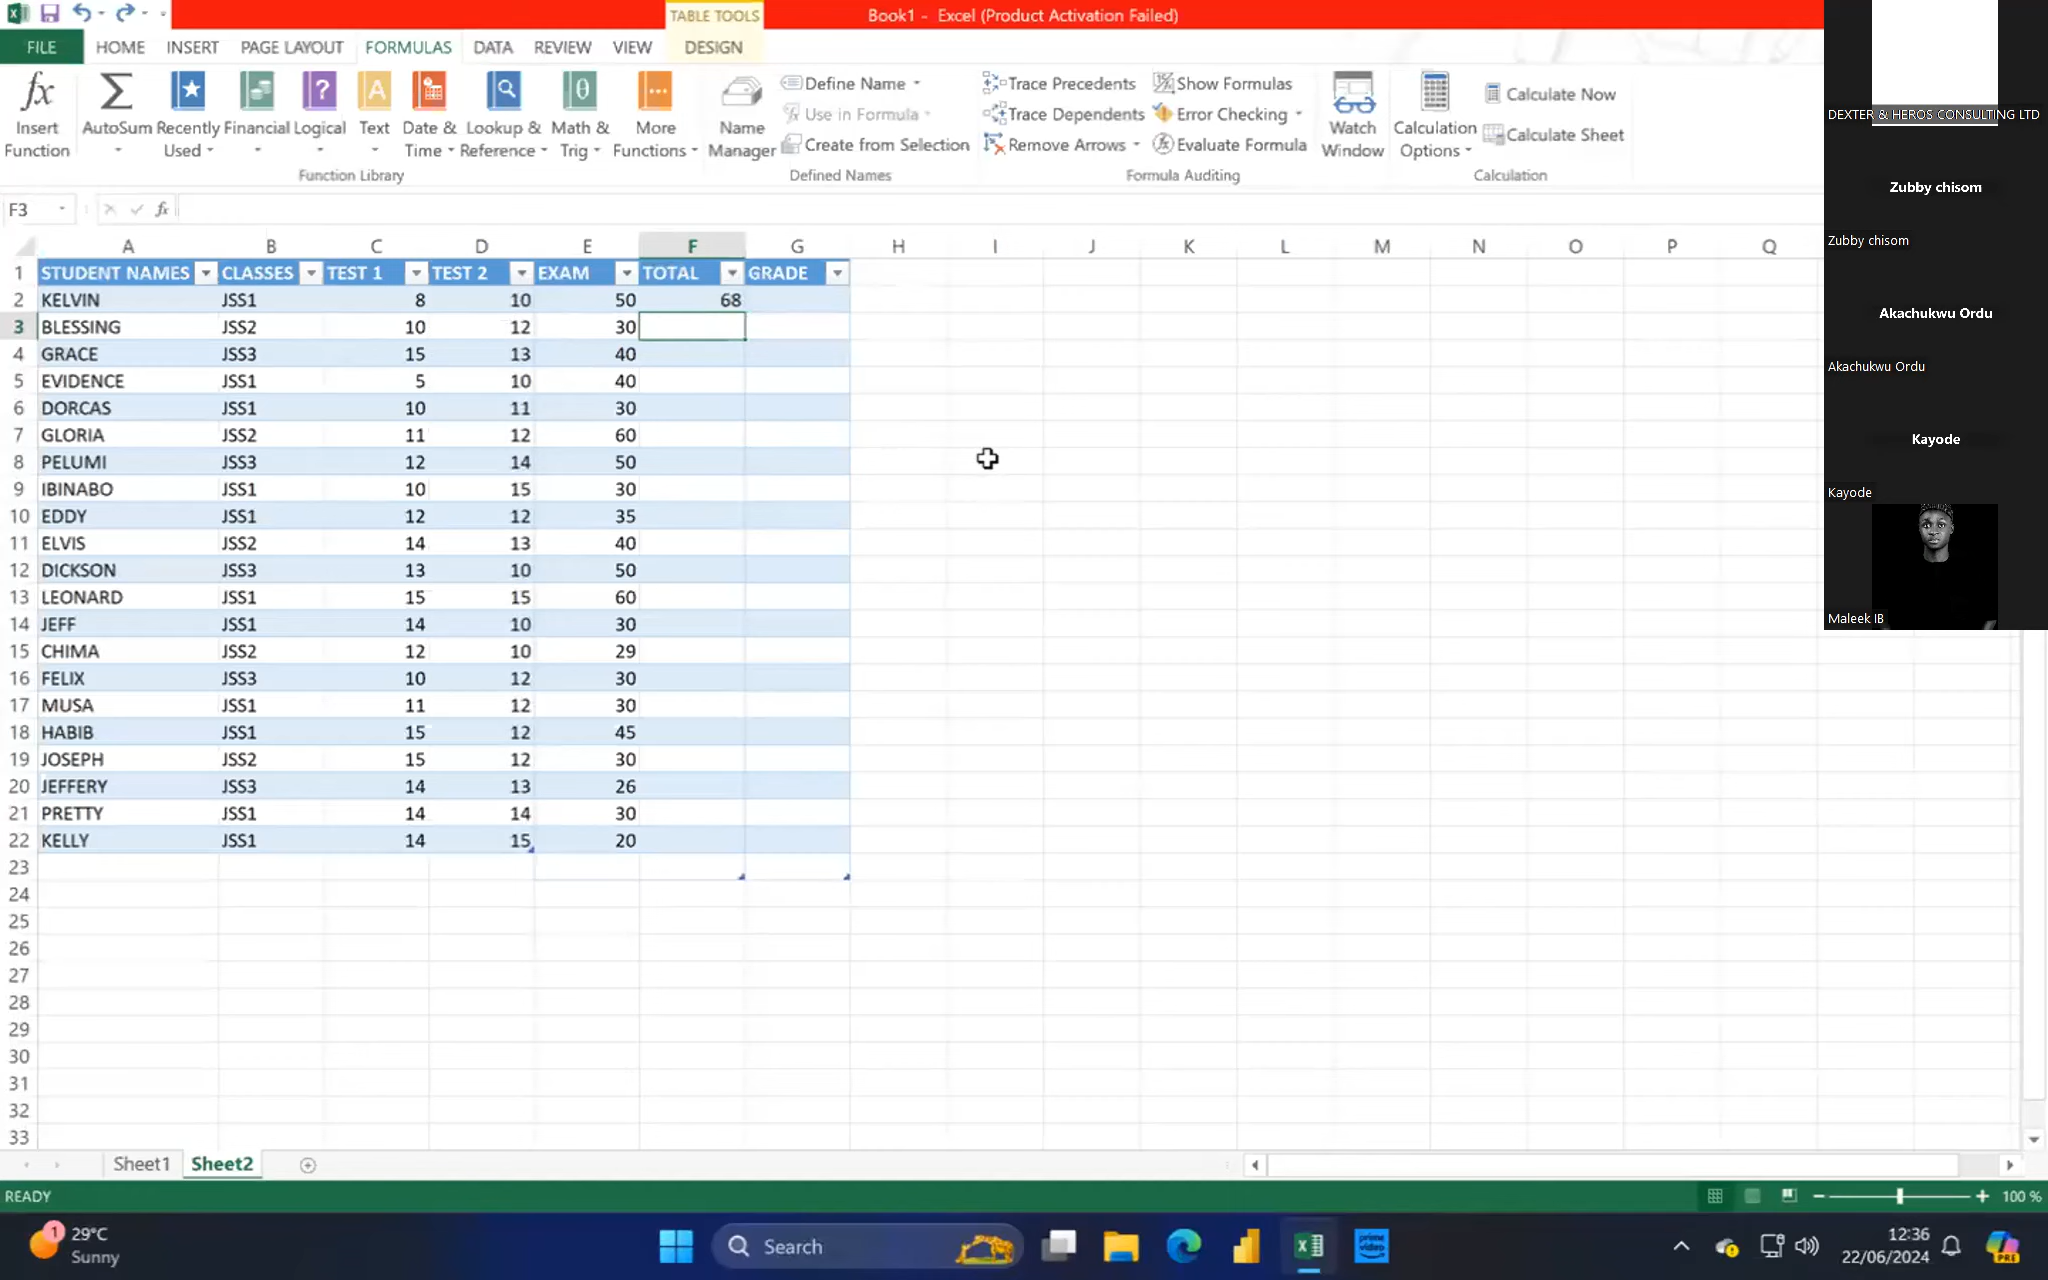 Book1 - Excel (Product Activation Failed)
TABLE TOOLS
FILE HOME INSERT PAGE LAYOUT FORMULAS DATA REVIEW VIEW DESIGN
fx Insert Function
AutoSum
Recently Used
Financial
Logical
Text
Date & Time
Lookup & Reference
Math & Trig
More Functions
Function Library
Name Manager
Define Name
Use in Formula
Create from Selection
Defined Names
Trace Precedents
Trace Dependents
Remove Arrows
Show Formulas
Error Checking
Evaluate Formula
Formula Auditing
Watch Window
Calculation Options
Calculate Now
Calculate Sheet
Calculation
F3 fx
A B C D E F G H I J K L M N O P Q
1 STUDENT NAMES CLASSES TEST 1 TEST 2 EXAM TOTAL GRADE
2 KELVIN JSS1 8 10 50 68
3 BLESSING JSS2 10 12 30
4 GRACE JSS3 15 13 40
5 EVIDENCE JSS1 5 10 40
6 DORCAS JSS1 10 11 30
7 GLORIA JSS2 11 12 60
8 PELUMI JSS3 12 14 50
9 IBINABO JSS1 10 15 30
10 EDDY JSS1 12 12 35
11 ELVIS JSS2 14 13 40
12 DICKSON JSS3 13 10 50
13 LEONARD JSS1 15 15 60
14 JEFF JSS1 14 10 30
15 CHIMA JSS2 12 10 29
16 FELIX JSS3 10 12 30
17 MUSA JSS1 11 12 30
18 HABIB JSS1 15 12 45
19 JOSEPH JSS2 15 12 30
20 JEFFERY JSS3 14 13 26
21 PRETTY JSS1 14 14 30
22 KELLY JSS1 14 15 20
23
24
25
26
27
28
29
30
31
32
33
Sheet1 Sheet2
READY
100 %
DEXTER & HEROS CONSULTING LTD
Zubby chisom
Zubby chisom
Akachukwu Ordu
Akachukwu Ordu
Kayode
Kayode
Maleek IB
1
29°C
Sunny
Search
prime video
12:36
22/06/2024
PRE